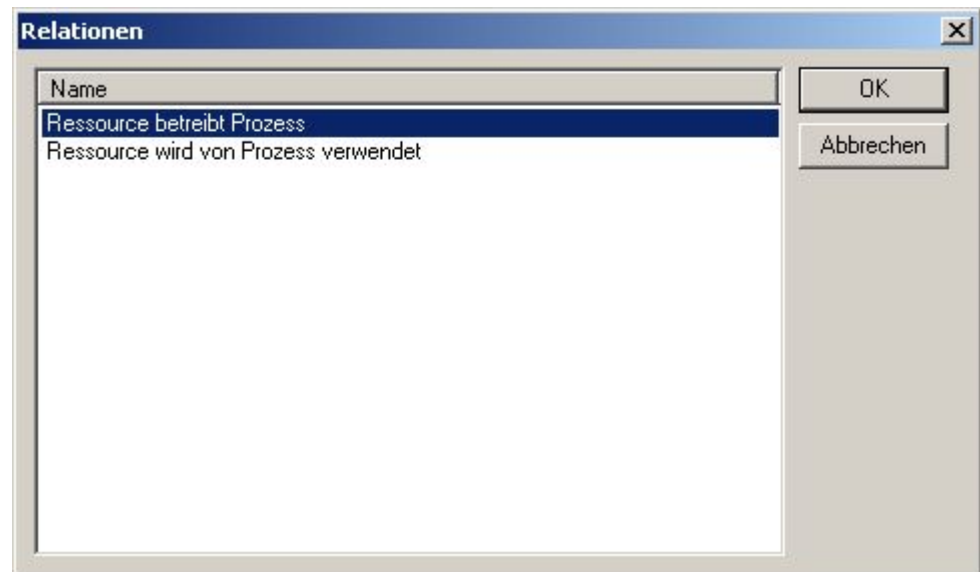 Relationen
Name
OK
Ressource betreibt Prozess
Ressource wird von Prozess verwendet
Abbrechen